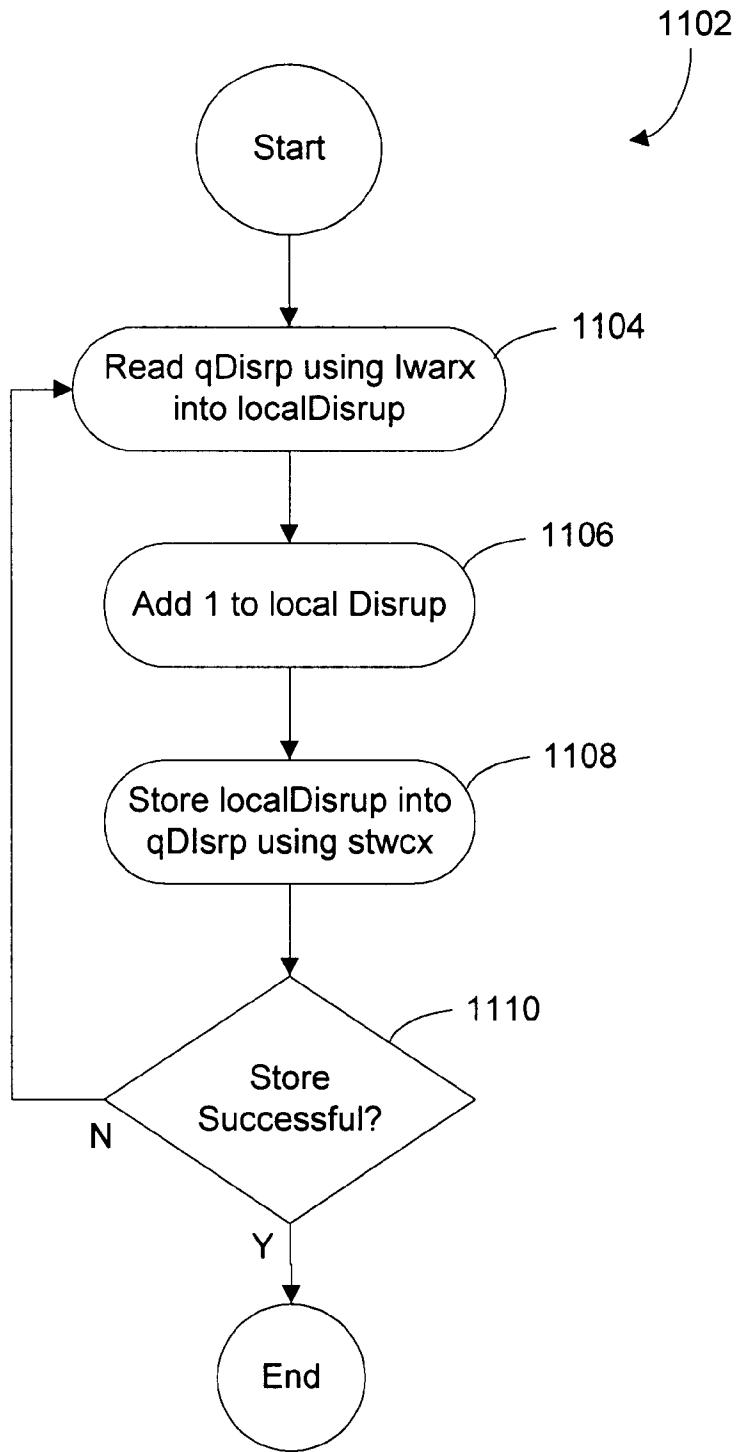 1102
Start
1104
Read qDisrp using lwarx
into localDisrup
1106
Add 1 to local Disrup
1108
Store localDisrup into
qDIsrp using stwcx
1110
Store
Successful?
N
Y
End